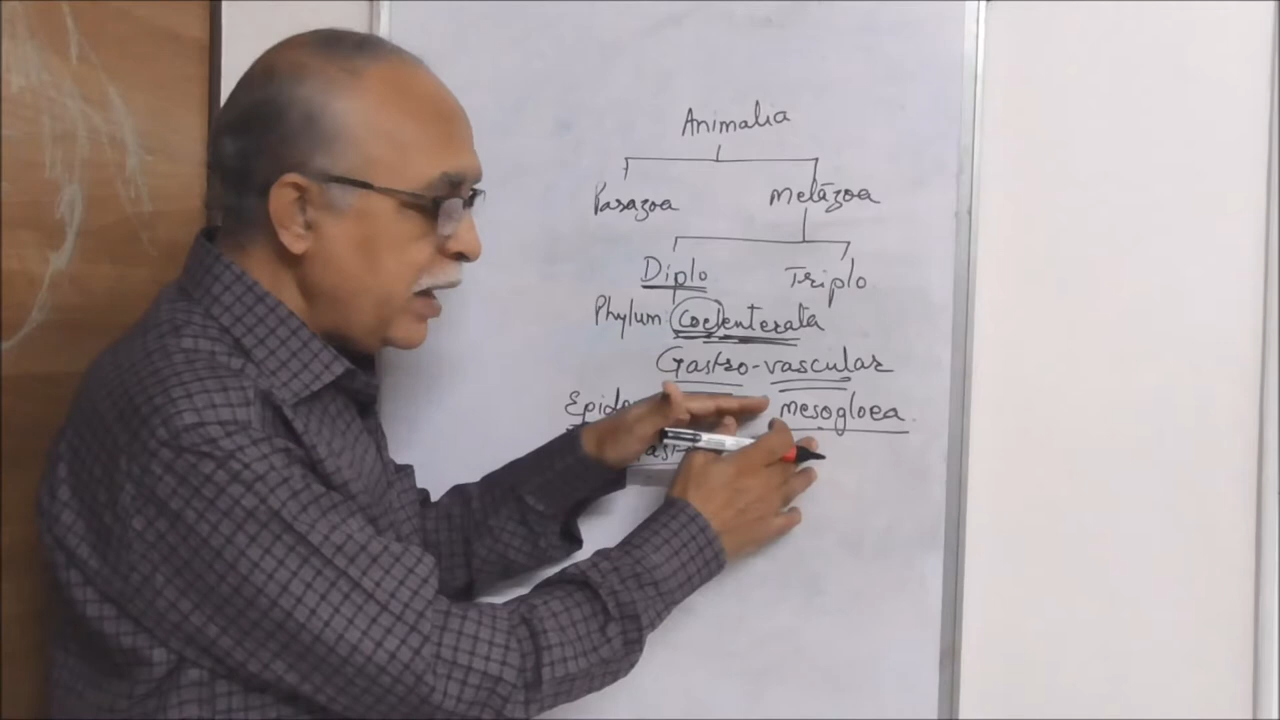 Animalia
Parazoa Metazoa
Diplo Triplo
Phylum Coelenterata
Gastro-vascular
mesogloea